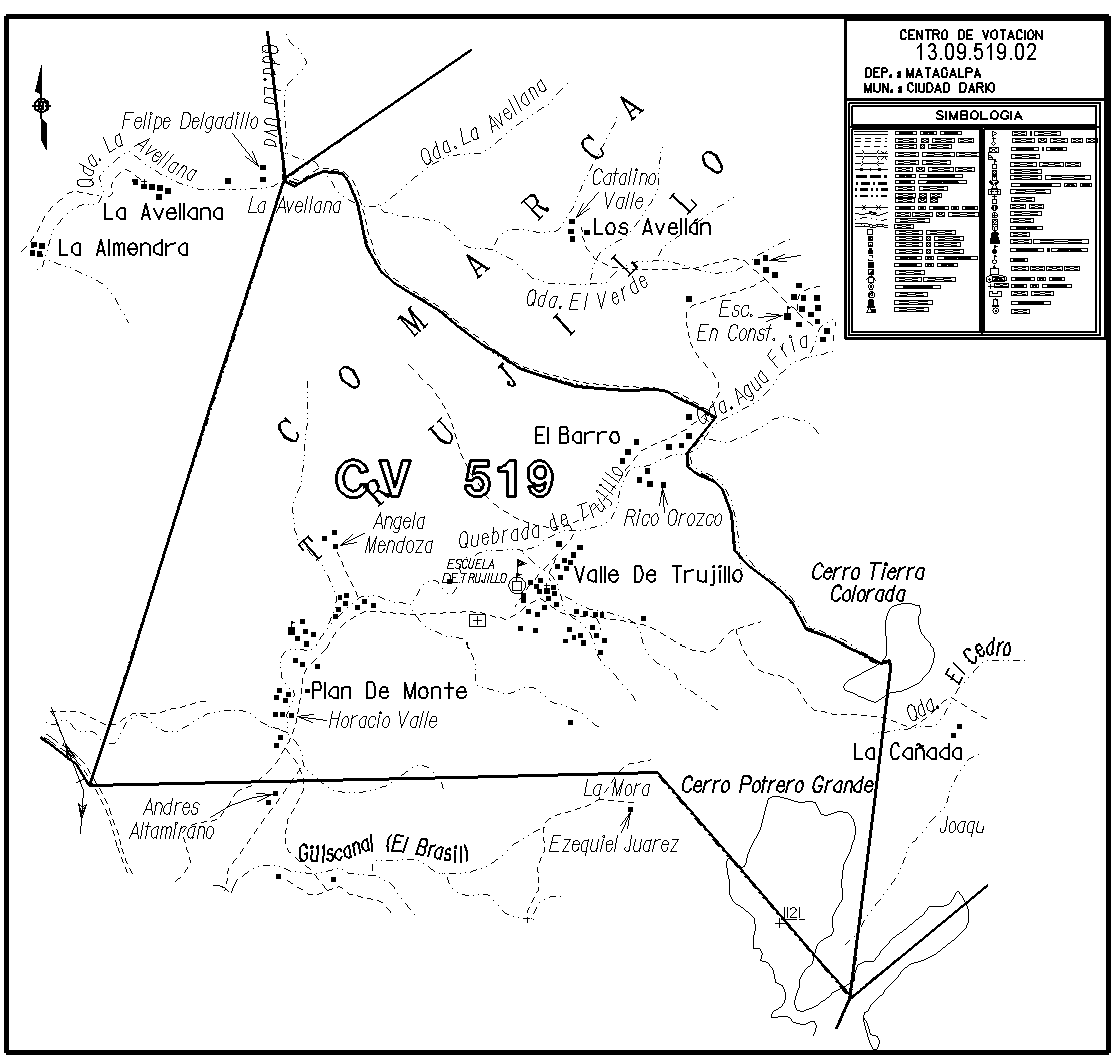 CENTRO DE VOTACION
13.09.519.02
DEP. : MATAGALPA
MUN. : CIUDAD DARIO
SIMBOLOGIA
Felipe Delgadillo
Qda. La Avellana
La Avellana
La Avellana
La Almendra
Qda. La Avellana
COMARCA
TRUJILLO
Catalino
Valle
Los Avellán
Qda. El Verde
Esc.
En Const.
Qda. Agua Fria
El Barro
CV 519
Rico Orozco
Quebrada de Trujillo
Angela
Mendoza
ESCUELA
DE TRUJILLO
Valle De Trujillo
Cerro Tierra
Colorada
Qda. El Cedro
Plan De Monte
Horacio Valle
La Cañada
Cerro Potrero Grande
La Mora
Andres
Altamirano
Ezequiel Juarez
Güiscanal (El Brasil)
Joaqu
1121